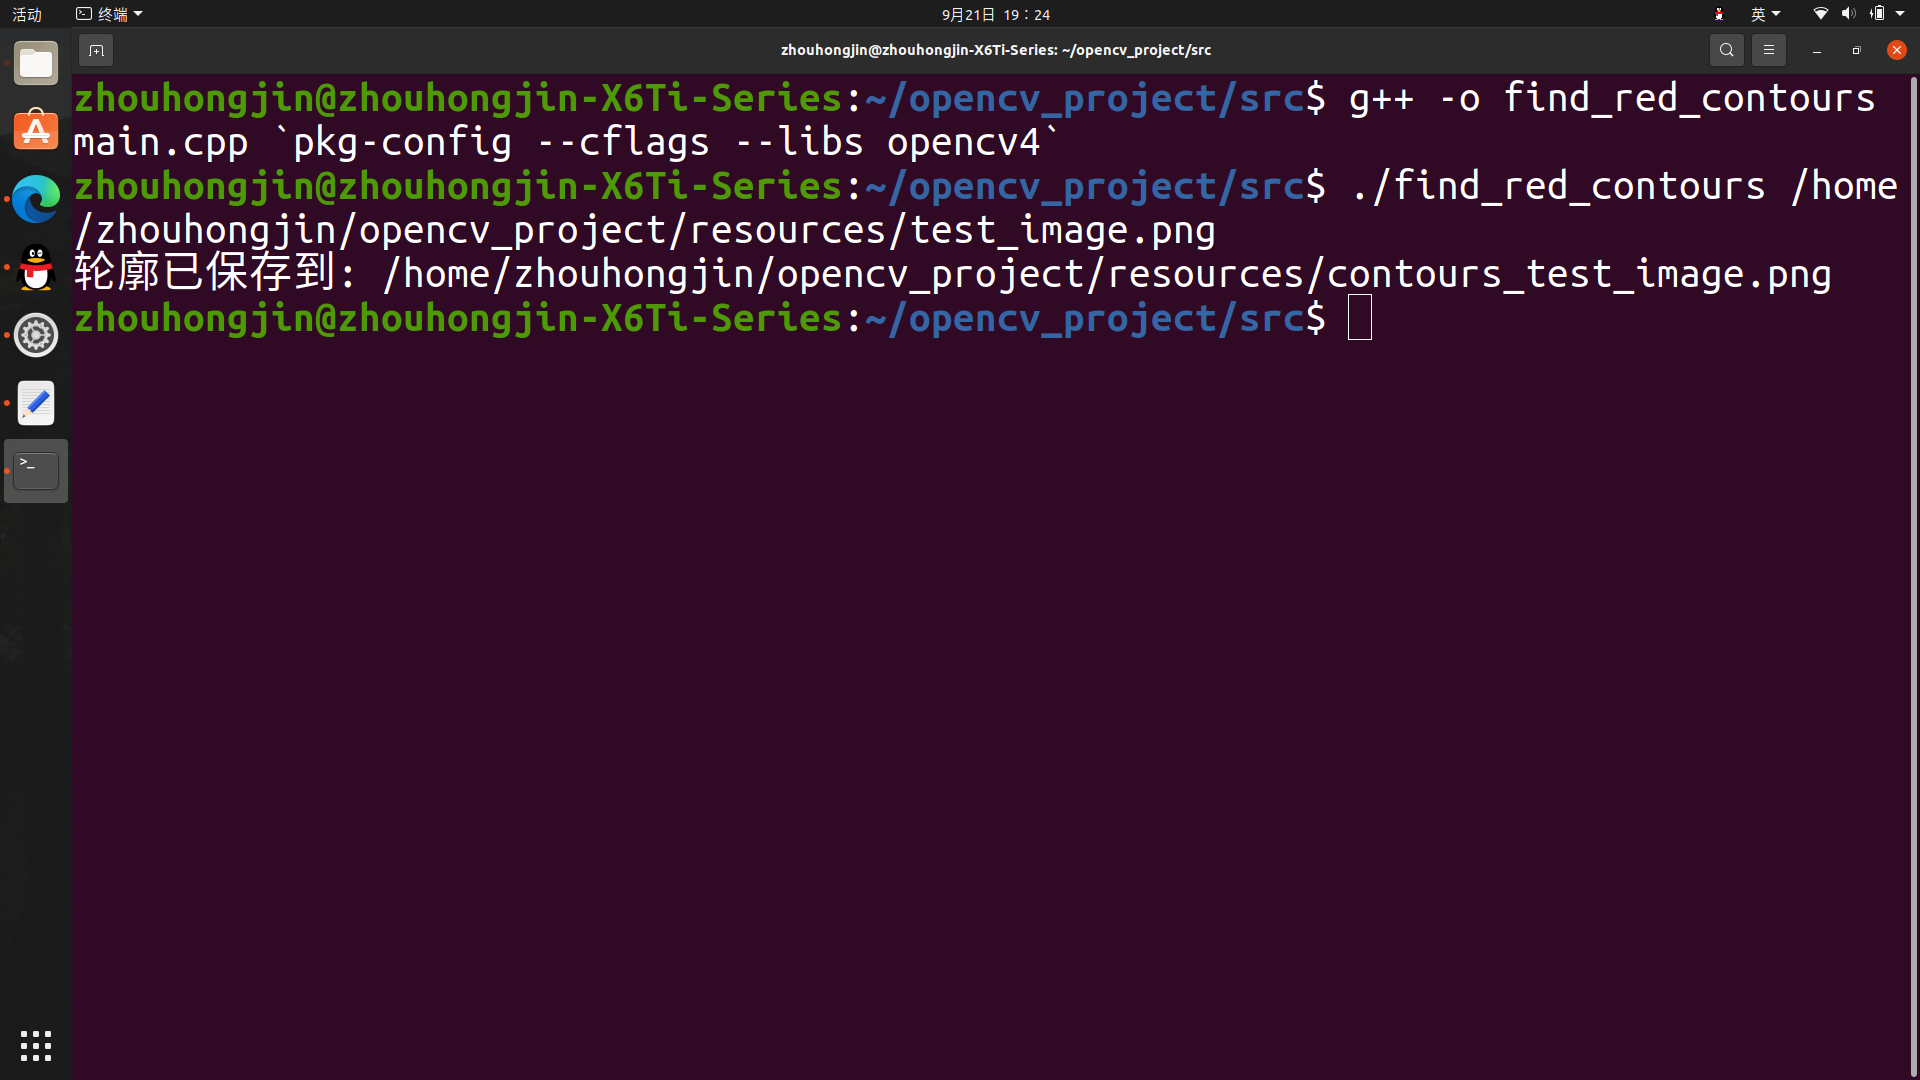 活动 终端 9月21日 19：24 英
zhouhongjin@zhouhongjin-X6Ti-Series: ~/opencv_project/src
zhouhongjin@zhouhongjin-X6Ti-Series:~/opencv_project/src$ g++ -o find_red_contours
main.cpp `pkg-config --cflags --libs opencv4`
zhouhongjin@zhouhongjin-X6Ti-Series:~/opencv_project/src$ ./find_red_contours /home
/zhouhongjin/opencv_project/resources/test_image.png
轮廓已保存到: /home/zhouhongjin/opencv_project/resources/contours_test_image.png
zhouhongjin@zhouhongjin-X6Ti-Series:~/opencv_project/src$